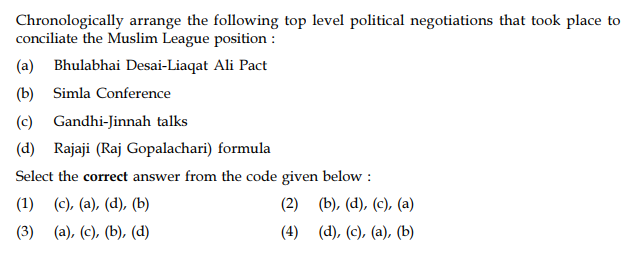 Chronologically arrange the following top level political negotiations that took place to
conciliate the Muslim League position :
(a) Bhulabhai Desai-Liaqat Ali Pact
(b) Simla Conference
(c) Gandhi-Jinnah talks
(d) Rajaji (Raj Gopalachari) formula
Select the correct answer from the code given below :
(1) (c), (a), (d), (b) (2) (b), (d), (c), (a)
(3) (a), (c), (b), (d) (4) (d), (c), (a), (b)